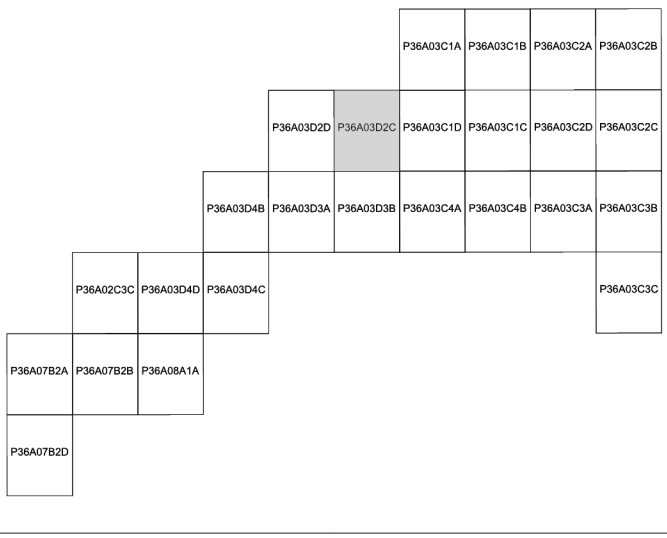 P36A03C1A P36A03C1B P36A03C2A P36A03C2B
P36A03D2D P36A03D2C P36A03C1D P36A03C1C P36A03C2D P36A03C2C
P36A03D4B P36A03D3A P36A03D3B P36A03C4A P36A03C4B P36A03C3A P36A03C3B
P36A02C3C P36A03D4D P36A03D4C P36A03C3C
P36A07B2A P36A07B2B P36A08A1A
P36A07B2D